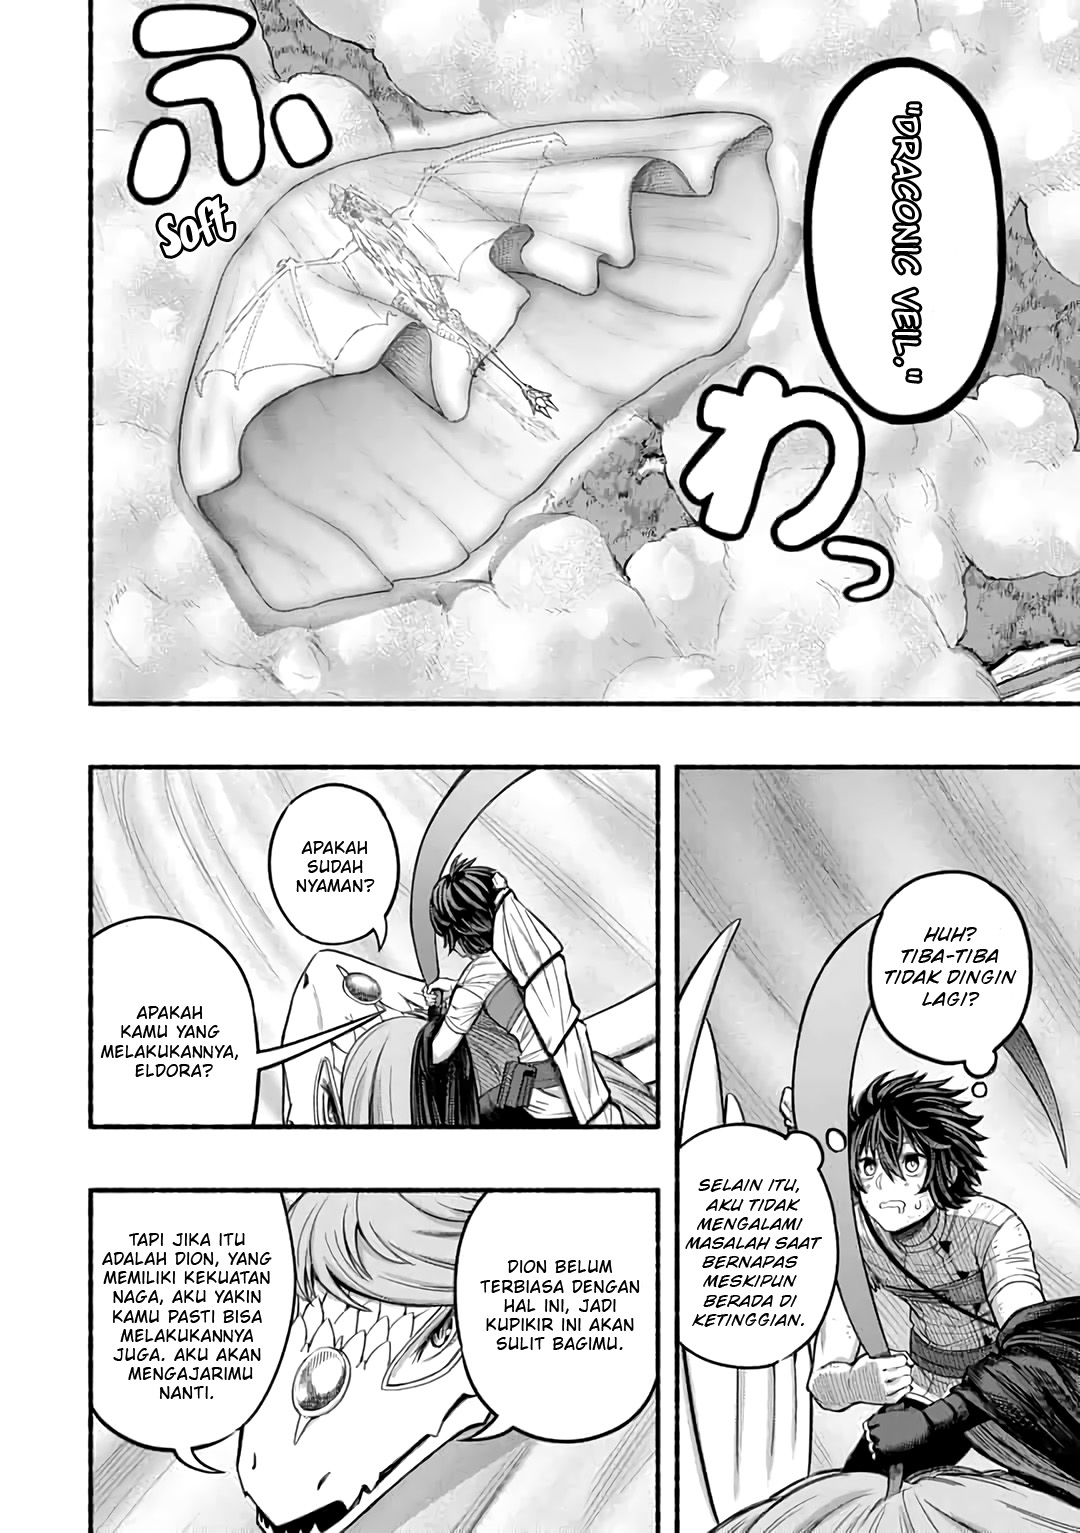 "DRACONIC VEIL."
ふ
Soft
わっ
HUH?
TIBA-TIBA
TIDAK DINGIN
LAGI?
SELAIN ITU,
AKU TIDAK
MENGALAMI
MASALAH SAAT
BERNAPAS
MESKIPUN
BERADA DI
KETINGGIAN.
APAKAH
SUDAH
NYAMAN?
APAKAH
KAMU YANG
MELAKUKANNYA,
ELDORA?
DION BELUM
TERBIASA DENGAN
HAL INI, JADI
KUPIKIR INI AKAN
SULIT BAGIMU.
TAPI JIKA ITU
ADALAH DION, YANG
MEMILIKI KEKUATAN
NAGA, AKU YAKIN
KAMU PASTI BISA
MELAKUKANNYA
JUGA. AKU AKAN
MENGAJARIMU
NANTI.